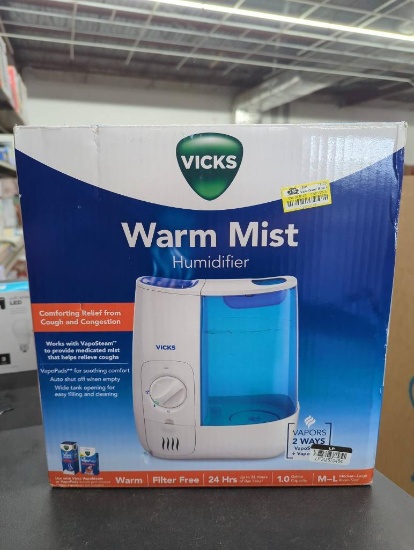 VICKS
Warm Mist
Humidifier
Comforting Relief from
Cough and Congestion
Works with VapoSteam™
to provide medicated mist
that helps relieve coughs
VapoPads™ for soothing comfort
Auto shut off when empty
Wide tank opening for
easy filling and cleaning
VICKS
VAPORS
2 WAYS
Warm
Filter Free
24 Hrs
1.0
M-L
LED